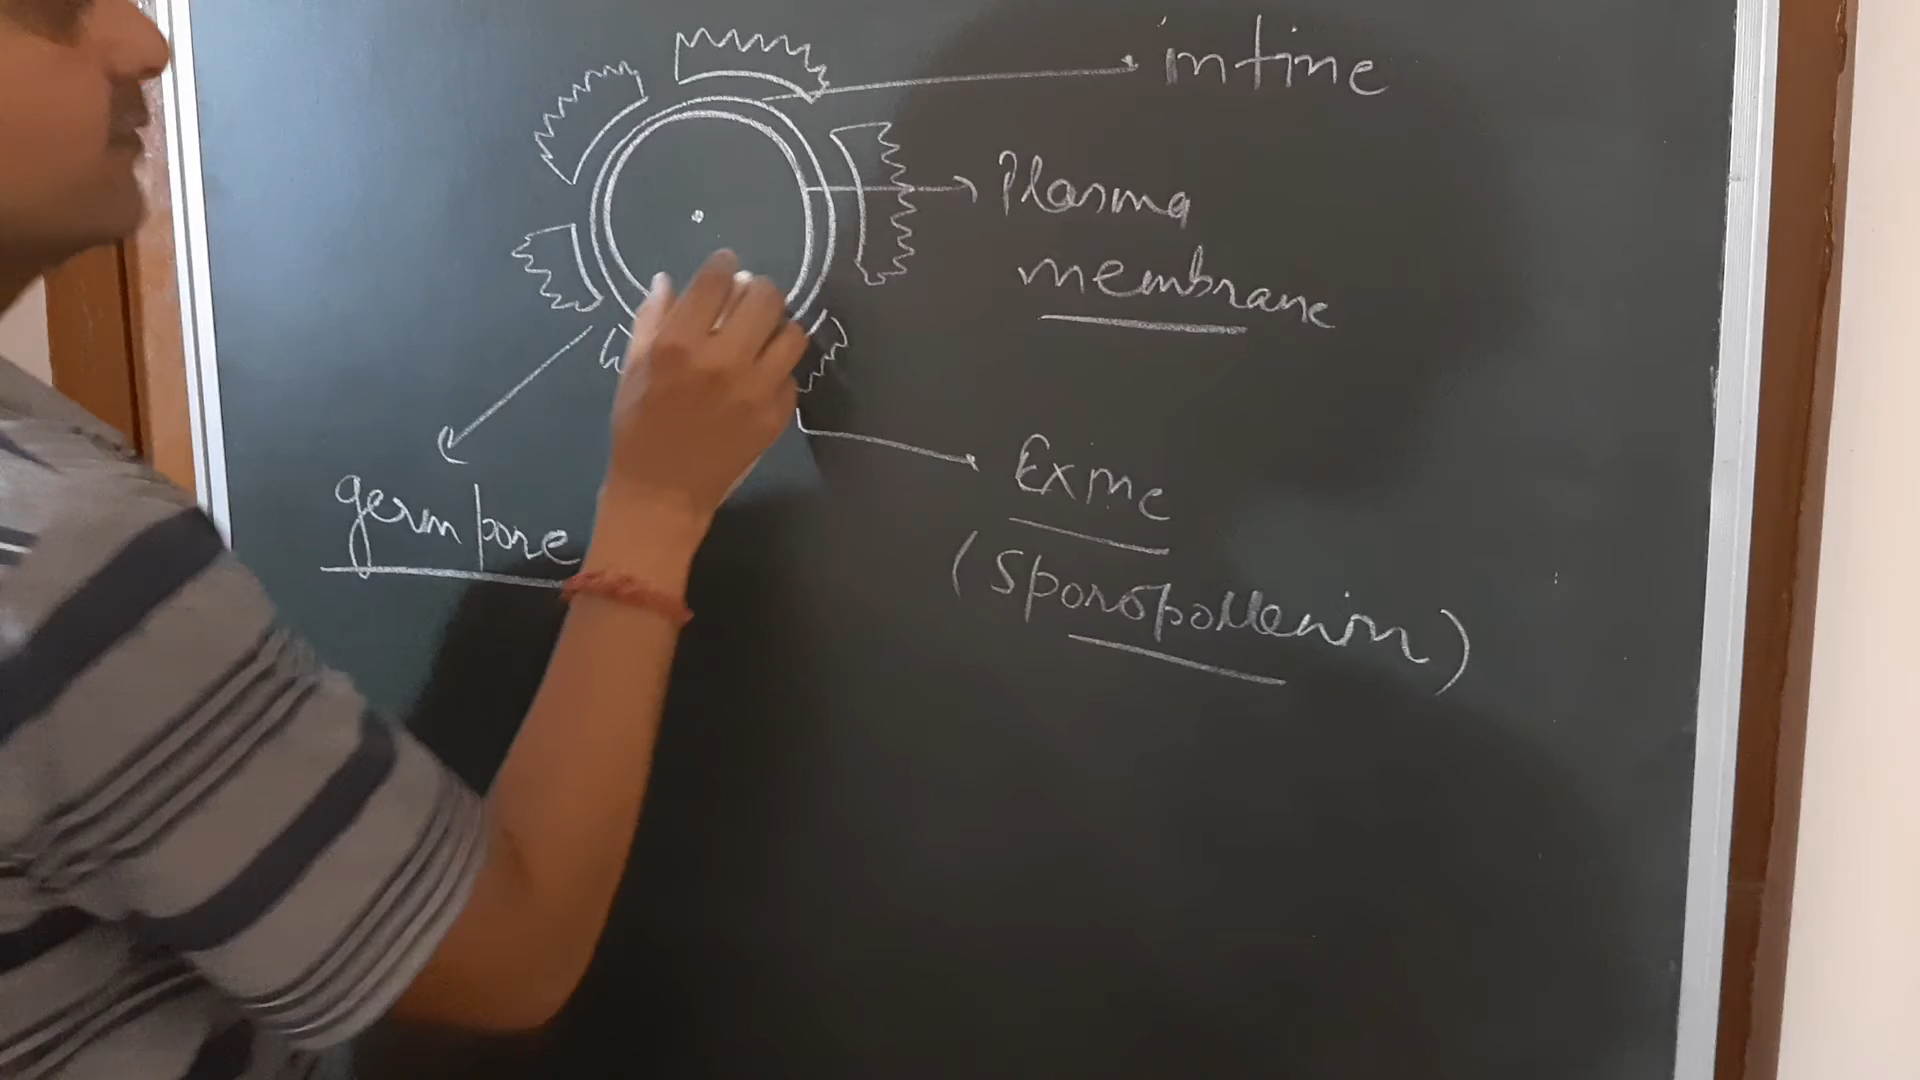 intine
Plasma
membrane
Exine
germ pore
(Sporopollenin)